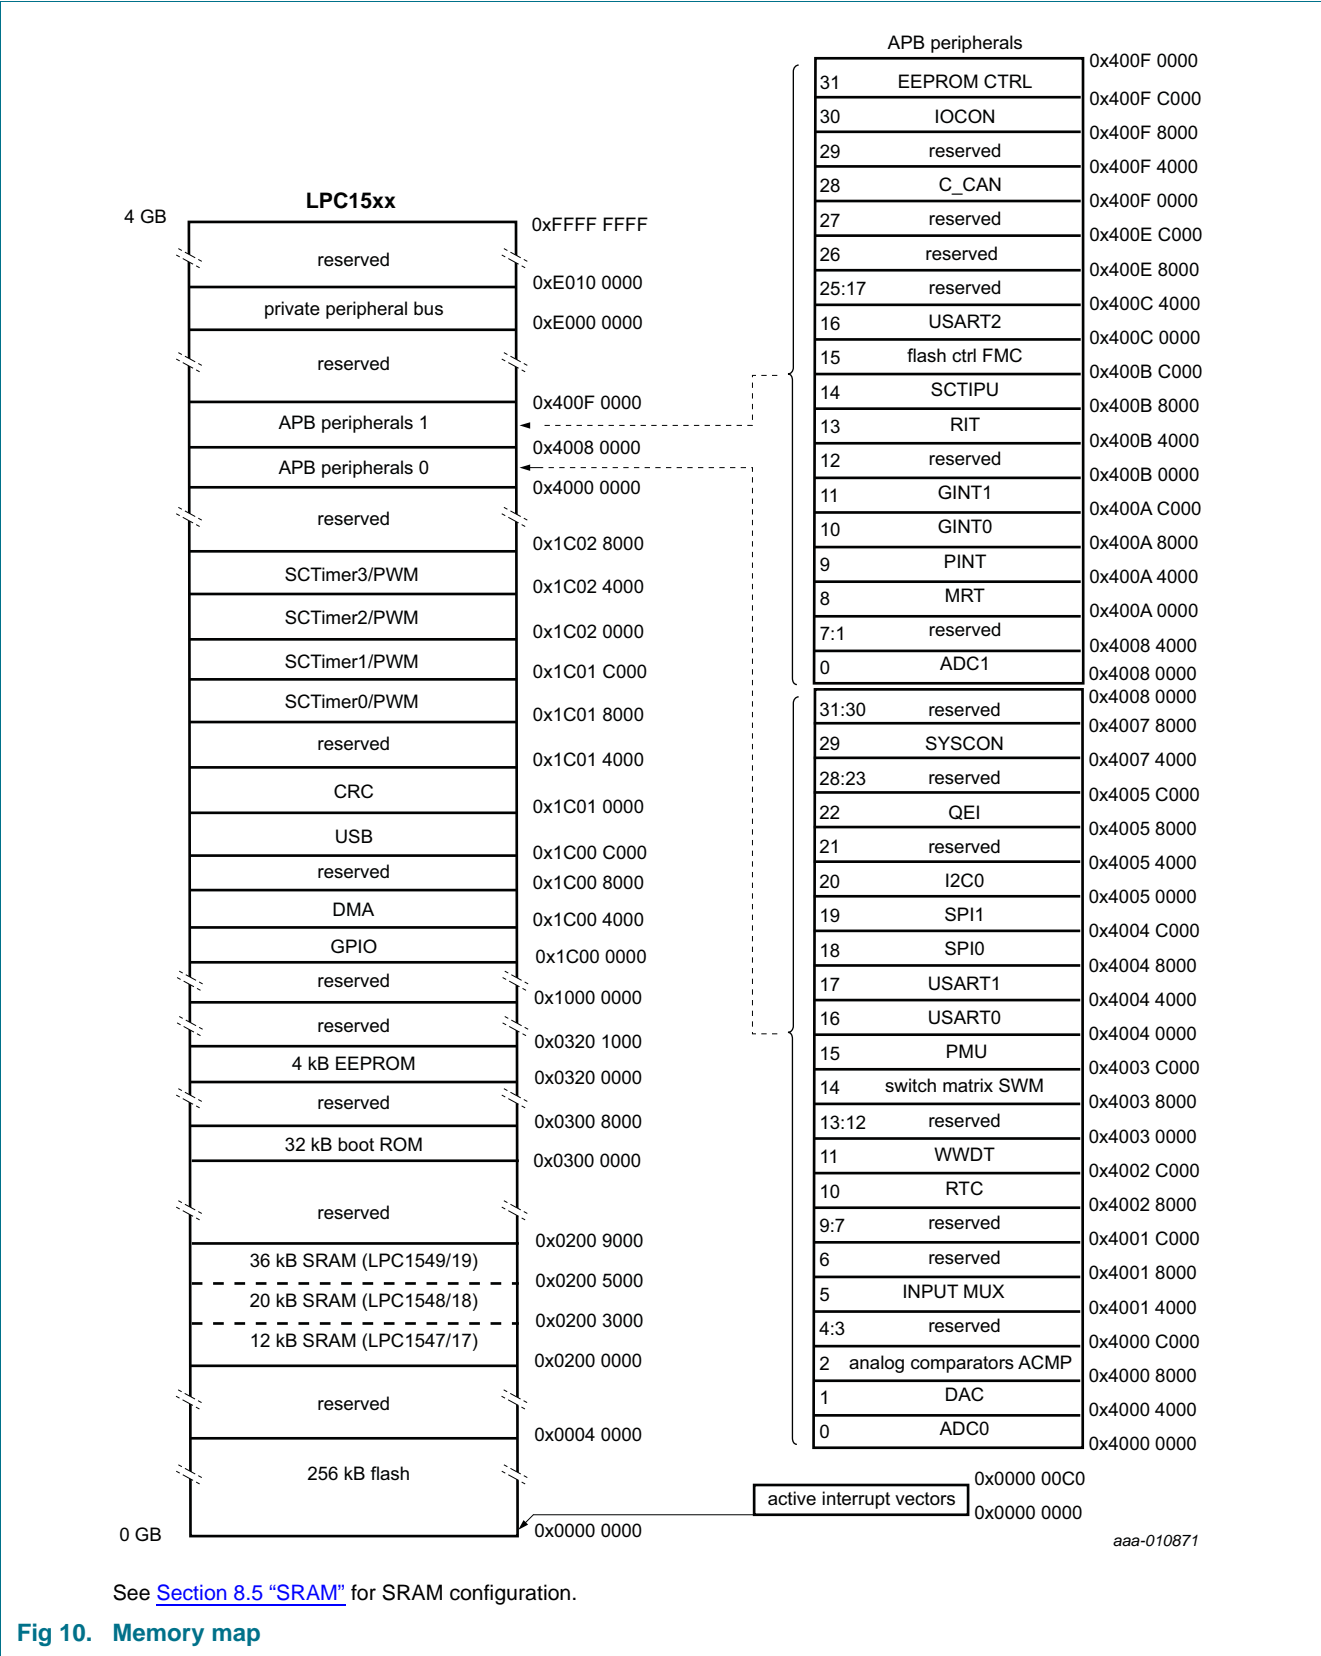 LPC15xx
4 GB
0xFFFF FFFF
reserved
0xE010 0000
private peripheral bus
0xE000 0000
reserved
0x400F 0000
APB peripherals 1
0x4008 0000
APB peripherals 0
0x4000 0000
reserved
0x1C02 8000
SCTimer3/PWM
0x1C02 4000
SCTimer2/PWM
0x1C02 0000
SCTimer1/PWM
0x1C01 C000
SCTimer0/PWM
0x1C01 8000
reserved
0x1C01 4000
CRC
0x1C01 0000
USB
0x1C00 C000
reserved
0x1C00 8000
DMA
0x1C00 4000
GPIO
0x1C00 0000
reserved
0x1000 0000
reserved
0x0320 1000
4 kB EEPROM
0x0320 0000
reserved
0x0300 8000
32 kB boot ROM
0x0300 0000
reserved
0x0200 9000
36 kB SRAM (LPC1549/19)
0x0200 5000
20 kB SRAM (LPC1548/18)
0x0200 3000
12 kB SRAM (LPC1547/17)
0x0200 0000
reserved
0x0004 0000
256 kB flash
0 GB
0x0000 0000
APB peripherals
0x400F 0000
31 EEPROM CTRL
0x400F C000
30 IOCON
0x400F 8000
29 reserved
0x400F 4000
28 C_CAN
0x400F 0000
27 reserved
0x400E C000
26 reserved
0x400E 8000
25:17 reserved
0x400C 4000
16 USART2
0x400C 0000
15 flash ctrl FMC
0x400B C000
14 SCTIPU
0x400B 8000
13 RIT
0x400B 4000
12 reserved
0x400B 0000
11 GINT1
0x400A C000
10 GINT0
0x400A 8000
9 PINT
0x400A 4000
8 MRT
0x400A 0000
7:1 reserved
0x4008 4000
0 ADC1
0x4008 0000
0x4008 0000
31:30 reserved
0x4007 8000
29 SYSCON
0x4007 4000
28:23 reserved
0x4005 C000
22 QEI
0x4005 8000
21 reserved
0x4005 4000
20 I2C0
0x4005 0000
19 SPI1
0x4004 C000
18 SPI0
0x4004 8000
17 USART1
0x4004 4000
16 USART0
0x4004 0000
15 PMU
0x4003 C000
14 switch matrix SWM
0x4003 8000
13:12 reserved
0x4003 0000
11 WWDT
0x4002 C000
10 RTC
0x4002 8000
9:7 reserved
0x4001 C000
6 reserved
0x4001 8000
5 INPUT MUX
0x4001 4000
4:3 reserved
0x4000 C000
2 analog comparators ACMP
0x4000 8000
1 DAC
0x4000 4000
0 ADC0
0x4000 0000
0x0000 00C0
active interrupt vectors
0x0000 0000
aaa-010871
See Section 8.5 “SRAM” for SRAM configuration.
Fig 10. Memory map